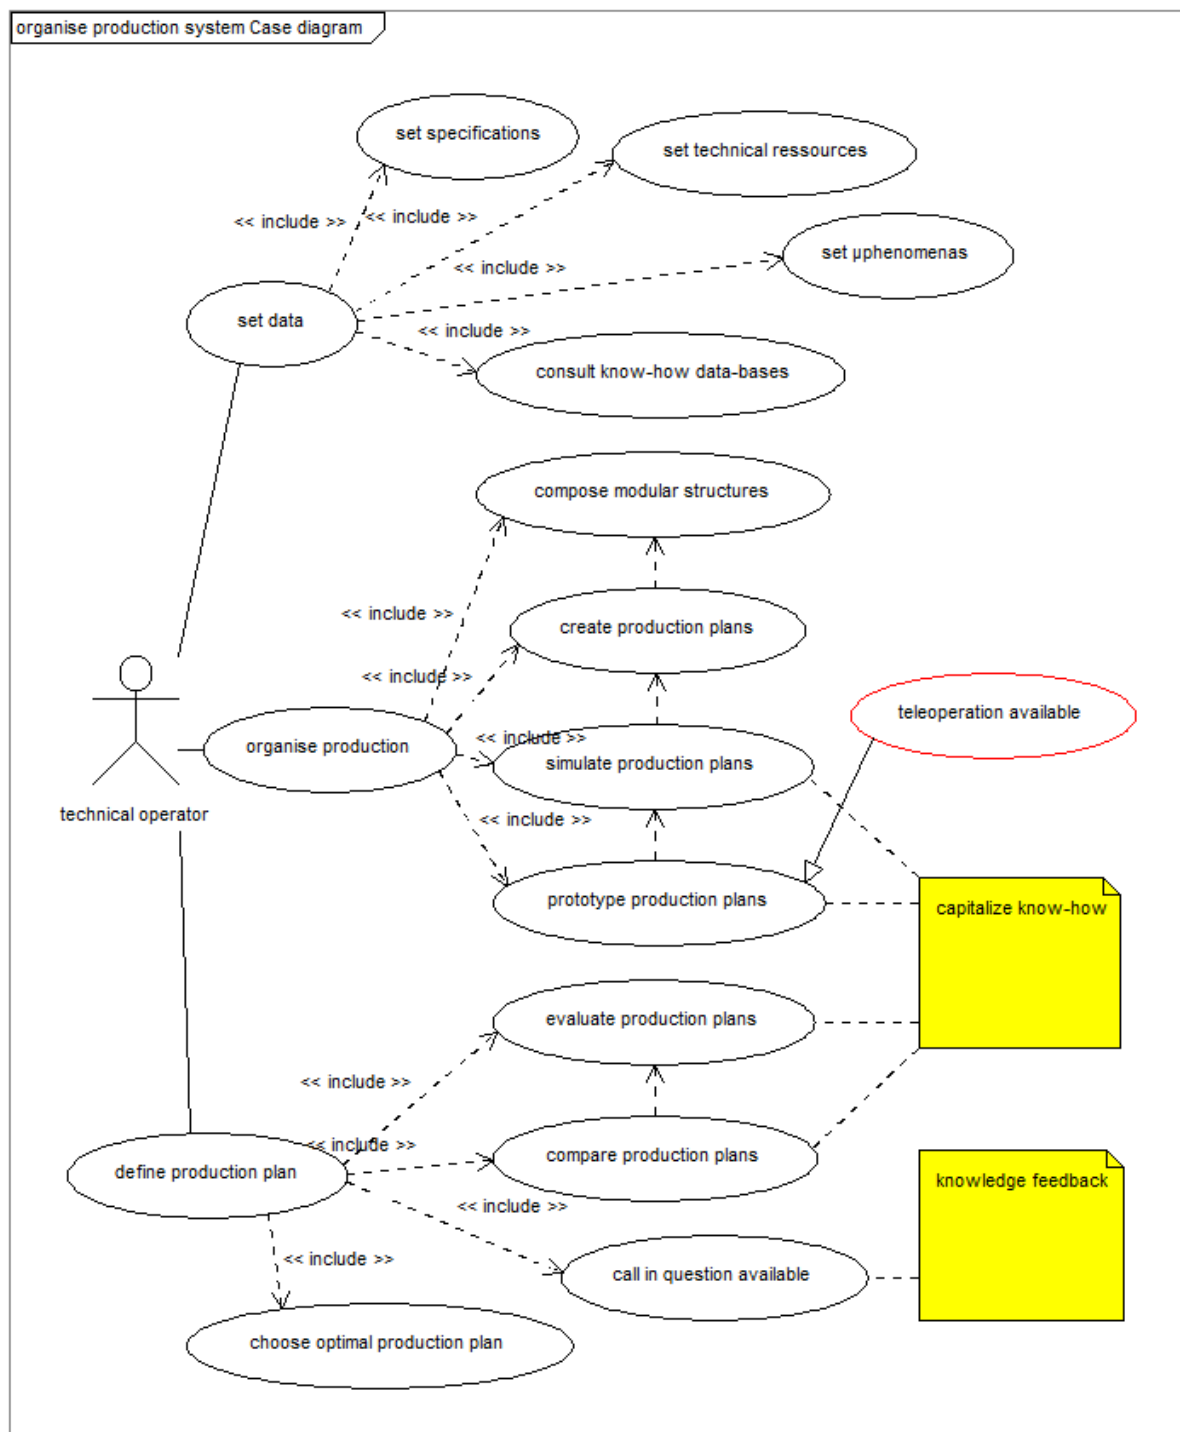 organise production system Case diagram
set specifications
set technical ressources
<< include >>
<< include >>
set µphenomenas
<< include >>
set data
<< include >>
consult know-how data-bases
compose modular structures
<< include >>
create production plans
<< include >>
teleoperation available
organise production
<< include >>
simulate production plans
technical operator
<< include >>
prototype production plans
capitalize know-how
evaluate production plans
<< include >>
<< include >>
compare production plans
define production plan
knowledge feedback
<< include >>
<< include >>
call in question available
choose optimal production plan